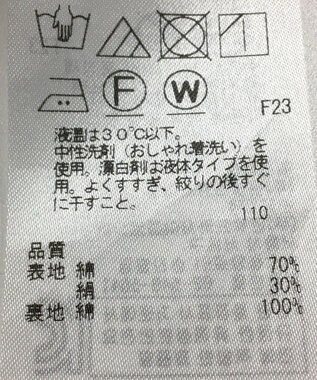 F W
F23
液温は30℃以下。
中性洗剤（おしゃれ着洗い）を
使用。漂白剤は液体タイプを使
用。よくすすぎ、絞りの後すぐ
に干すこと。
110
品質
表地 綿 70%
絹 30%
裏地 綿 100%